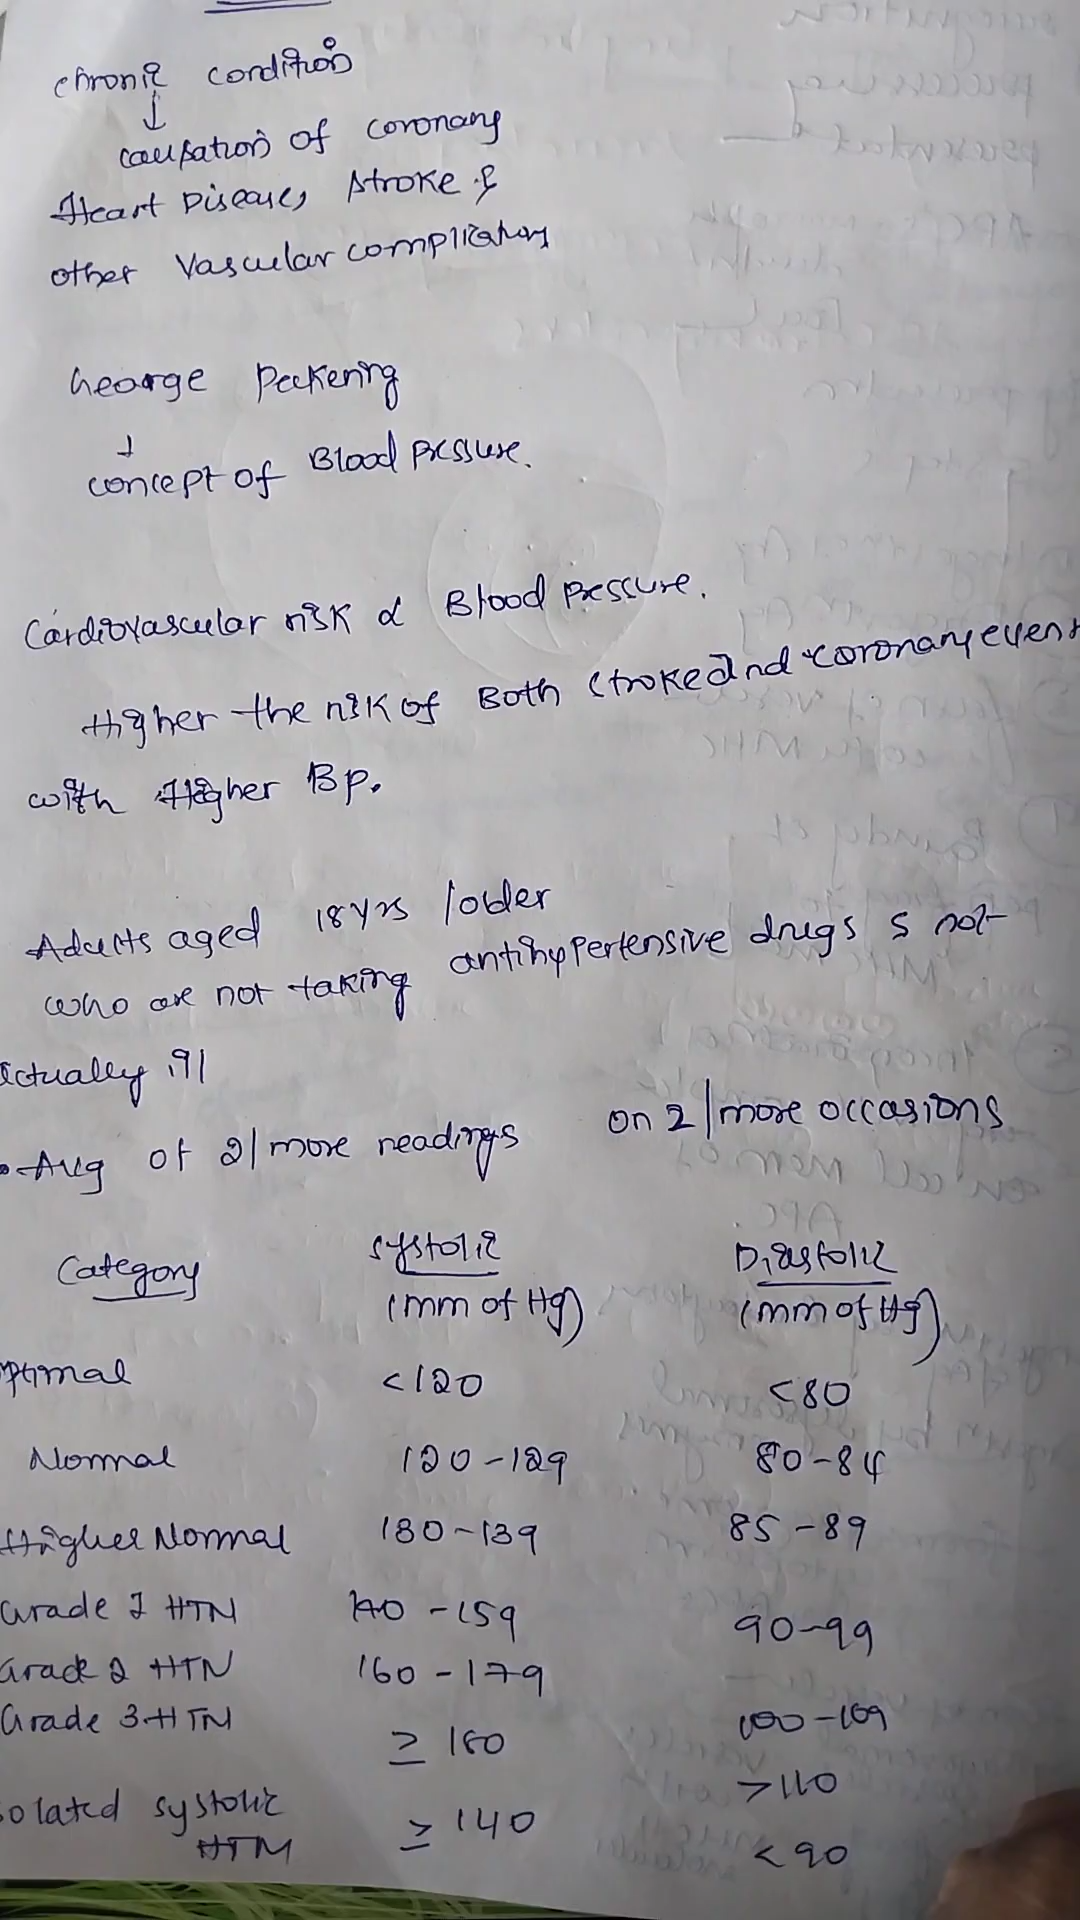 chronic condition
↓
causation of coronary
Heart Diseases, stroke &
other Vascular complications
George Peckering
↓
concept of Blood Pressure.
Cardiovascular risk α Blood pressure.
Higher the risk of Both stroke and coronary event
with Higher Bp.
Adults aged 18yrs / older
who are not taking antihypertensive drugs s not
actually ill
• Avg of 2/more readings on 2/more occasions
Category Systolic Diastolic
(mm of Hg) (mm of Hg)
optimal <120 <80
Normal 120-129 80-84
Higher Normal 130-139 85-89
Grade 1 HTN 140-159 90-99
Grade 2 HTN 160-179 100-109
Grade 3 HTN ≥ 180 >110
Isolated systolic ≥ 140 <90
HTN